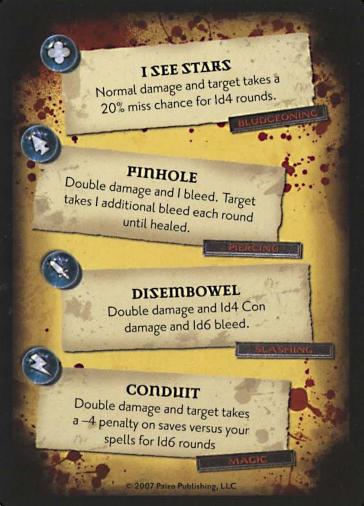 I SEE STARS
Normal damage and target takes a
20% miss chance for 1d4 rounds.
BLUDGEONING
PINHOLE
Double damage and 1 bleed. Target
takes 1 additional bleed each round
until healed.
PIERCING
DISEMBOWEL
Double damage and 1d4 Con
damage and 1d6 bleed.
SLASHING
CONDUIT
Double damage and target takes
a –4 penalty on saves versus your
spells for 1d6 rounds
MAGIC
© 2007 Paizo Publishing, LLC